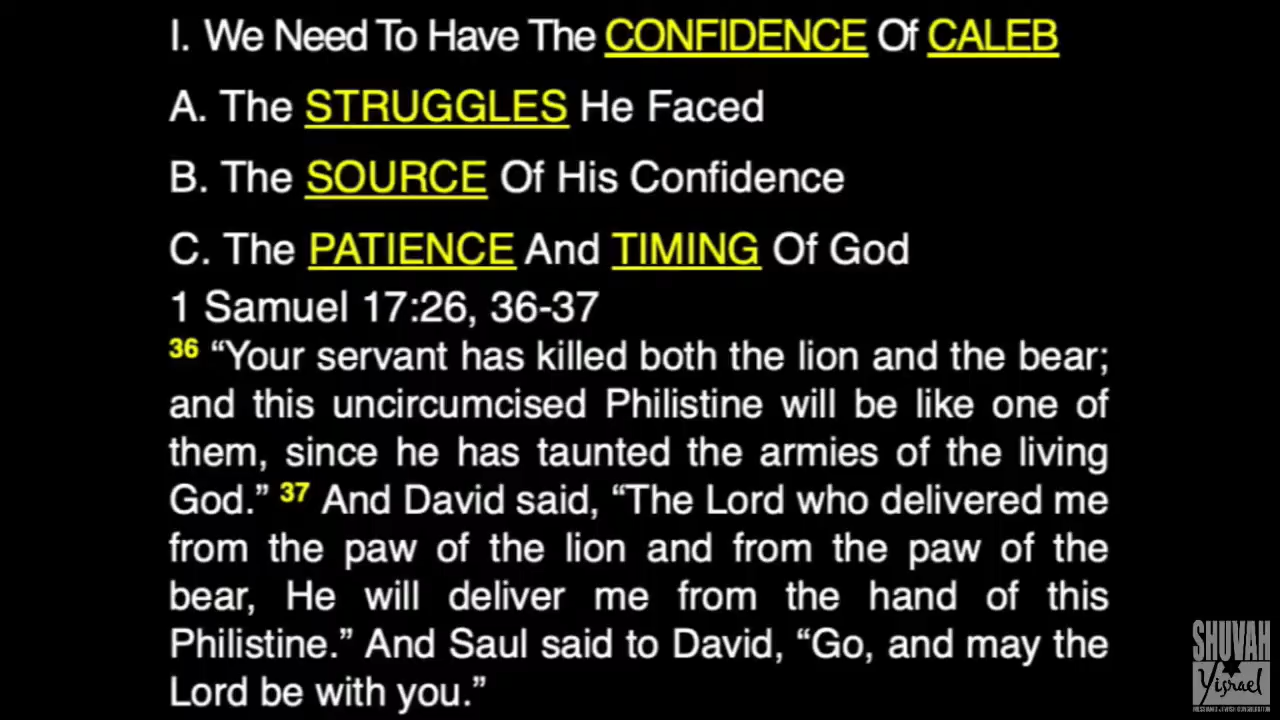 I. We Need To Have The CONFIDENCE Of CALEB
A. The STRUGGLES He Faced
B. The SOURCE Of His Confidence
C. The PATIENCE And TIMING Of God
1 Samuel 17:26, 36-37
36 “Your servant has killed both the lion and the bear;
and this uncircumcised Philistine will be like one of
them, since he has taunted the armies of the living
God.” 37 And David said, “The Lord who delivered me
from the paw of the lion and from the paw of the
bear, He will deliver me from the hand of this
Philistine.” And Saul said to David, “Go, and may the
Lord be with you.”
SHUVAH
Yisrael